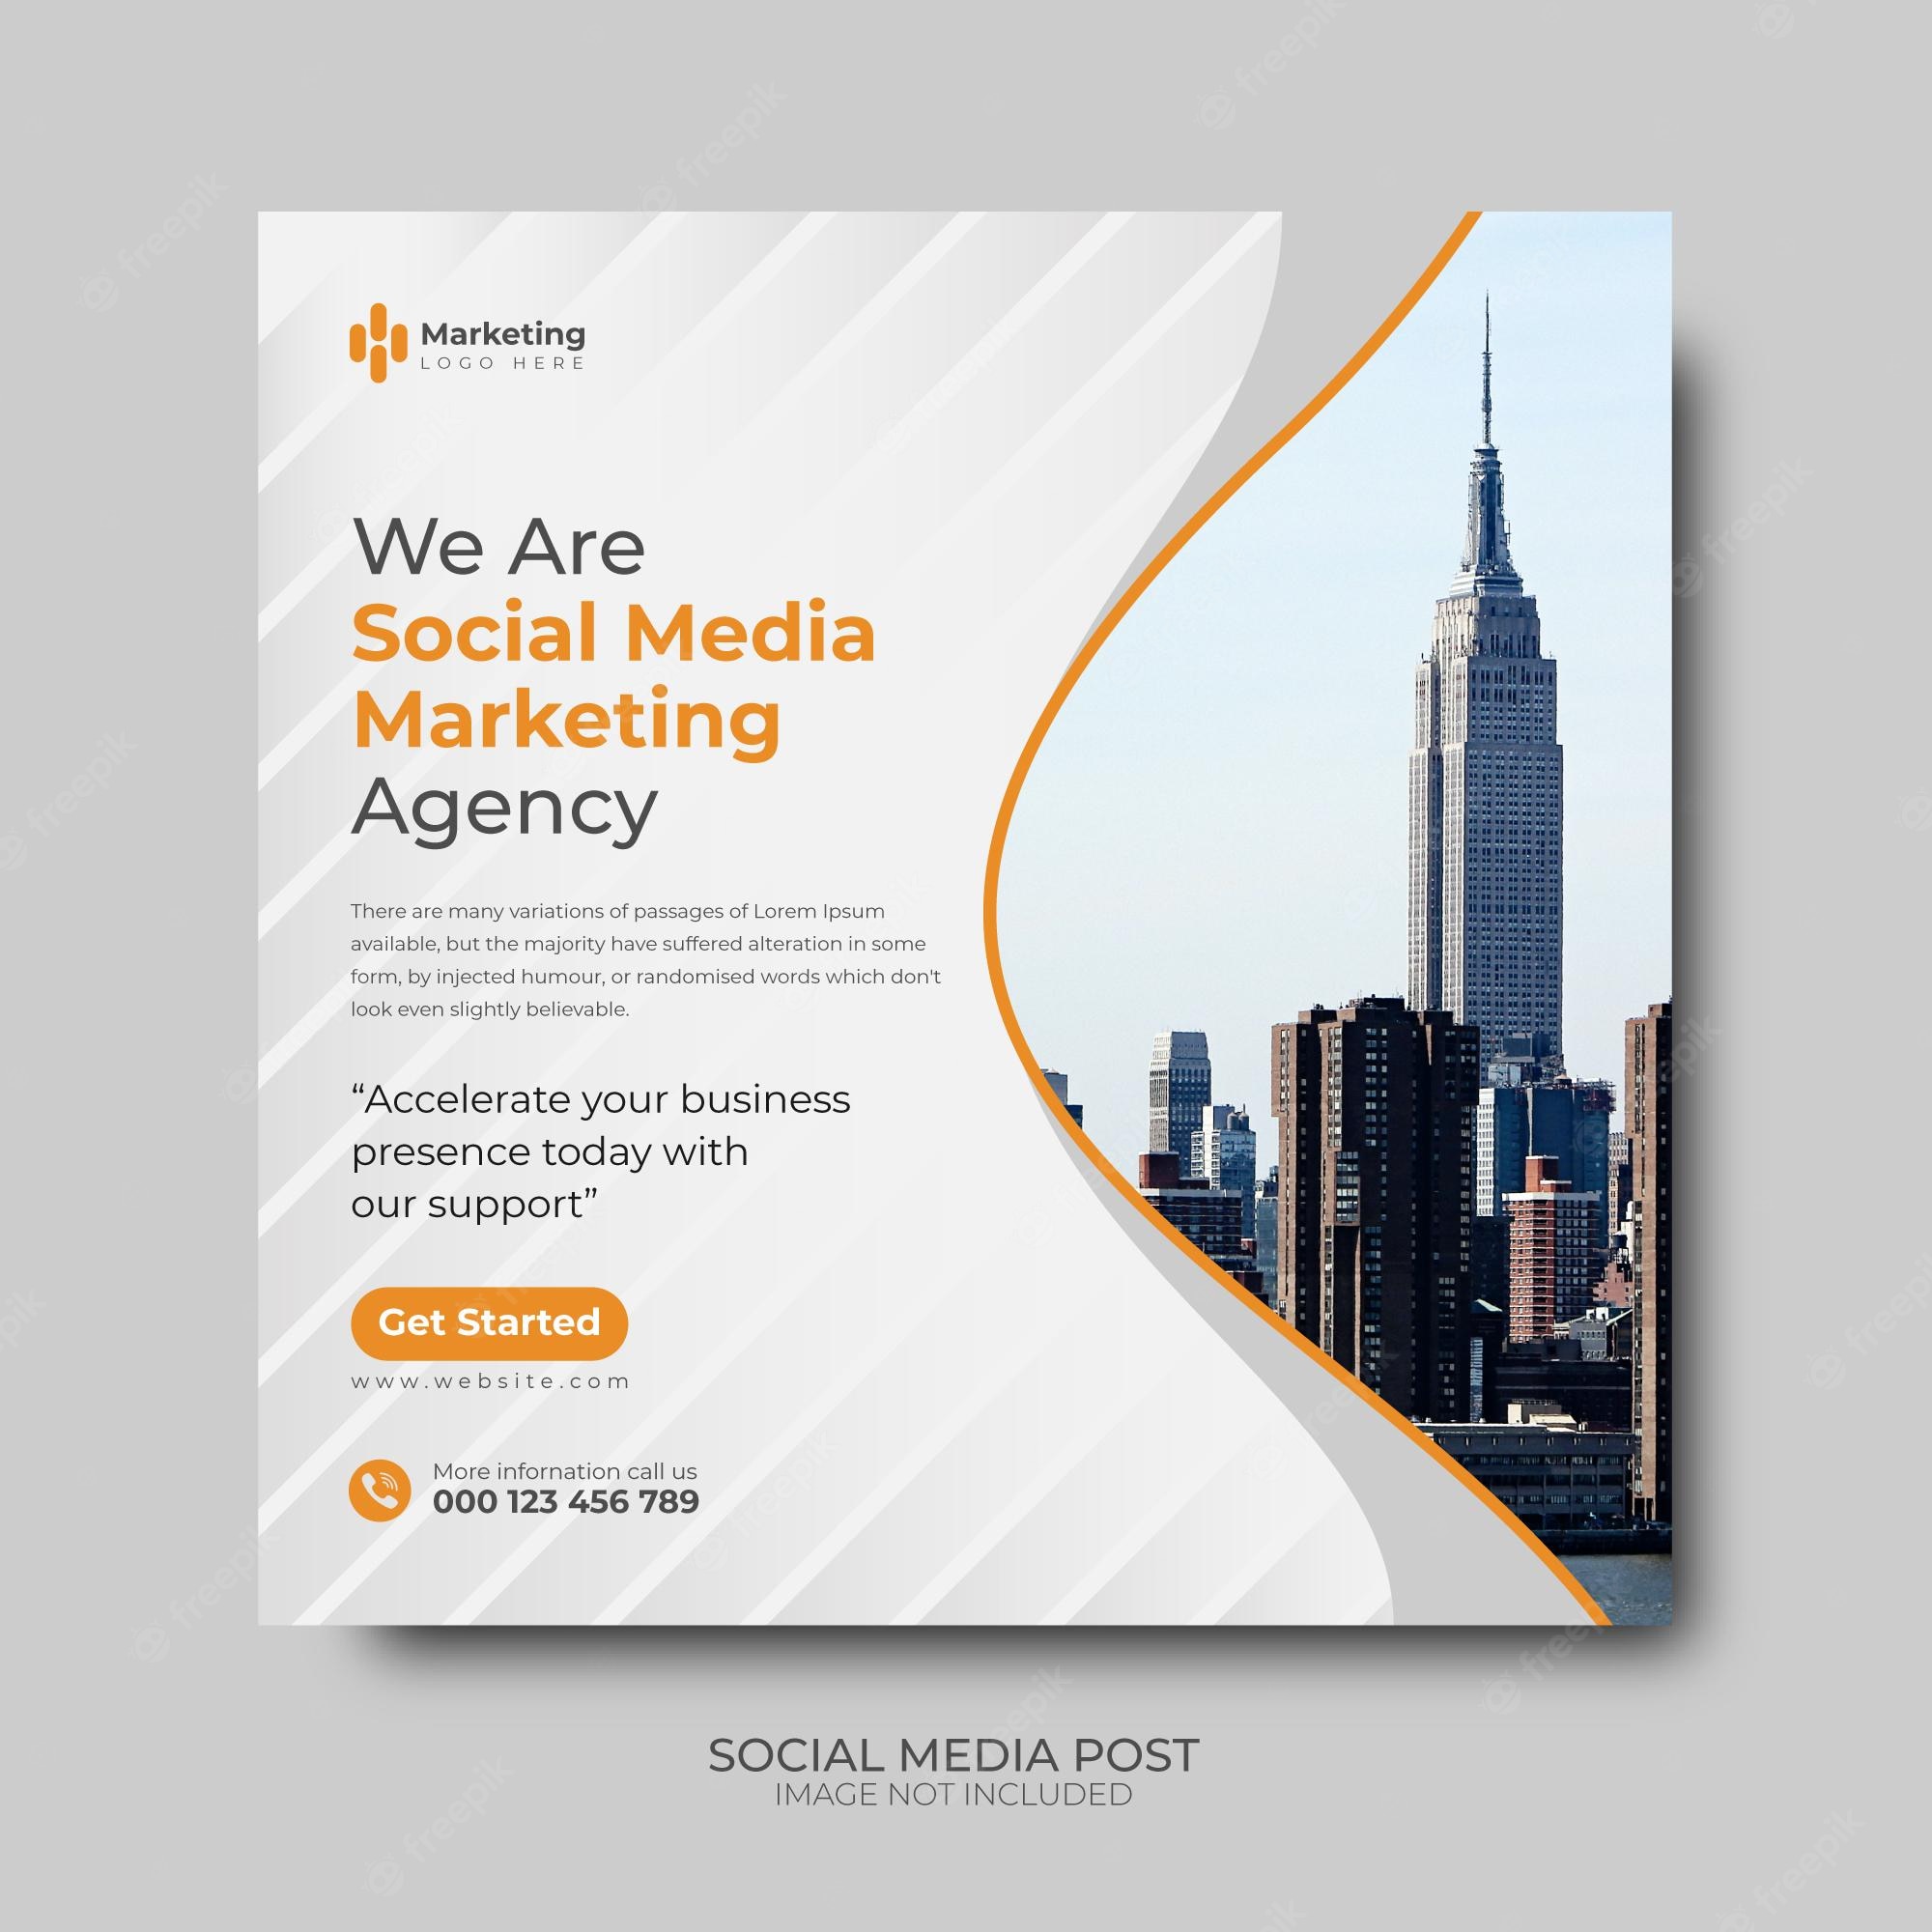 Marketing
LOGO HERE
We Are
Social Media
Marketing
Agency
There are many variations of passages of Lorem Ipsum
available, but the majority have suffered alteration in some
form, by injected humour, or randomised words which don't
look even slightly believable.
“Accelerate your business
presence today with
our support”
Get Started
www.website.com
More infornation call us
000 123 456 789
SOCIAL MEDIA POST
IMAGE NOT INCLUDED
freepik